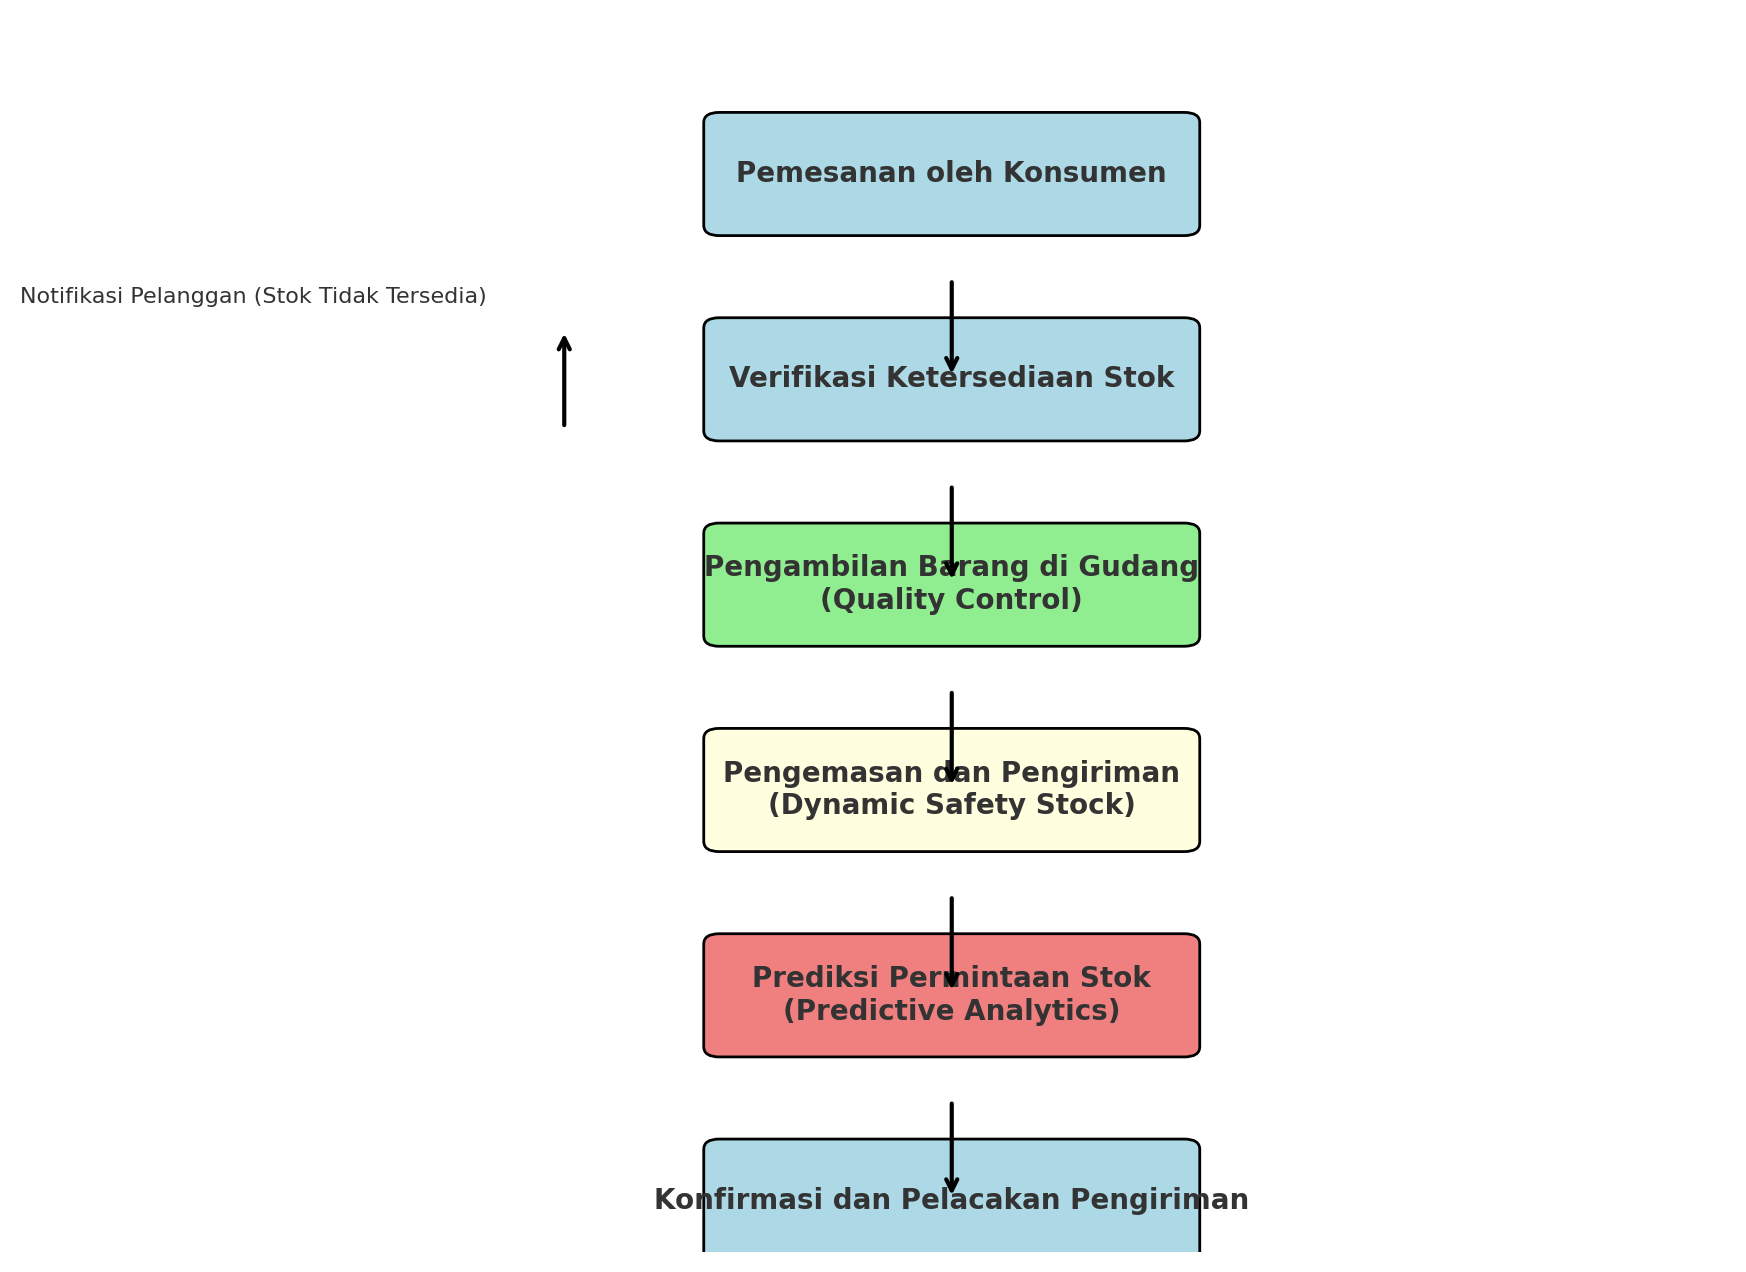 Pemesanan oleh Konsumen
Notifikasi Pelanggan (Stok Tidak Tersedia)
Verifikasi Ketersediaan Stok
Pengambilan Barang di Gudang
(Quality Control)
Pengemasan dan Pengiriman
(Dynamic Safety Stock)
Prediksi Permintaan Stok
(Predictive Analytics)
Konfirmasi dan Pelacakan Pengiriman